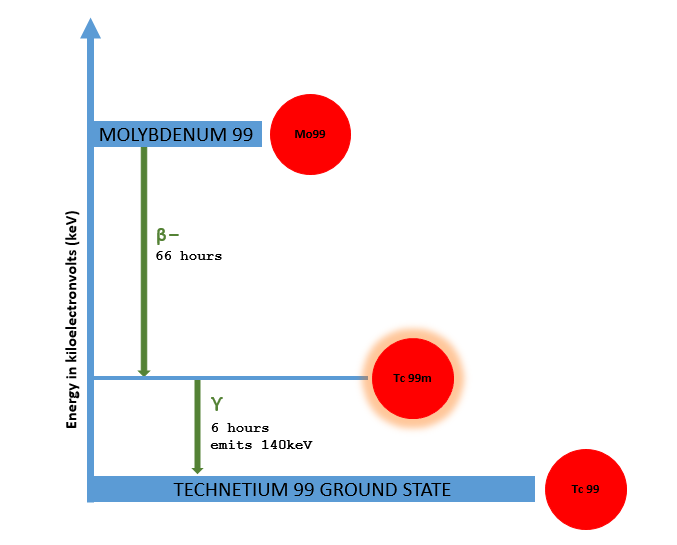 MOLYBDENUM 99
Mo99
β−
66 hours
Energy in kiloelectronvolts (keV)
Tc 99m
γ
6 hours
emits 140keV
TECHNETIUM 99 GROUND STATE
Tc 99